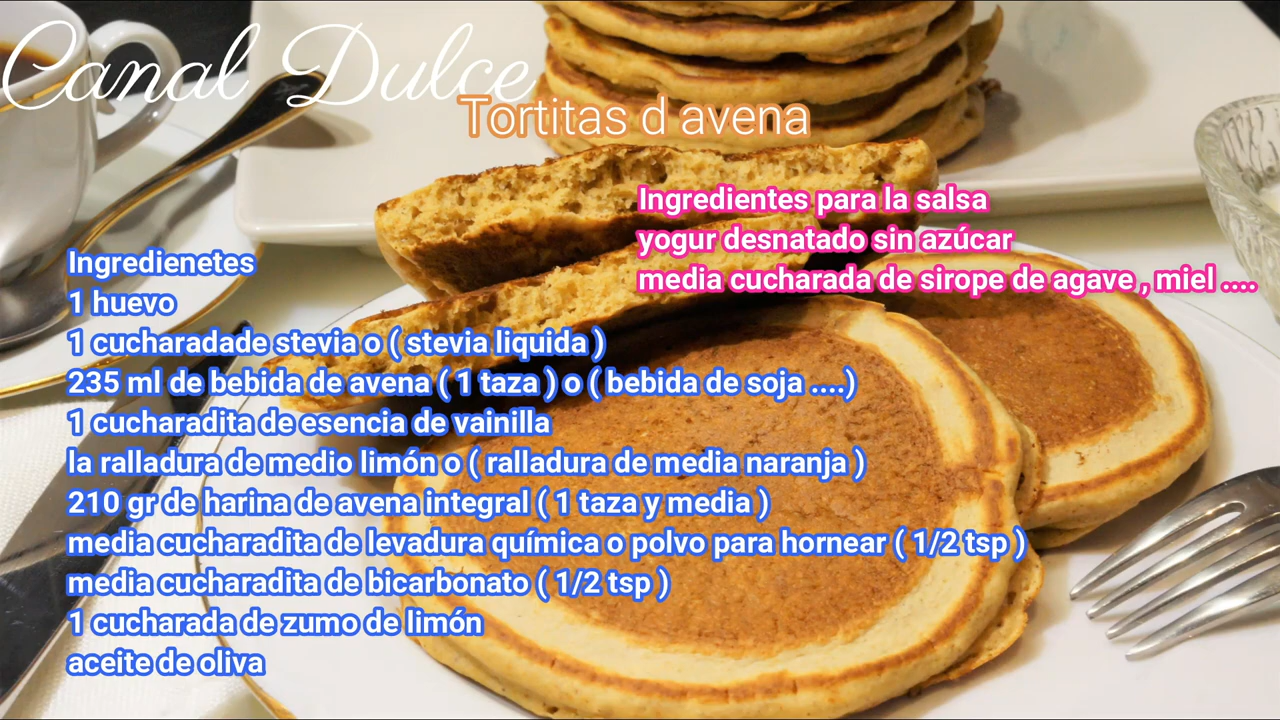 Canal Dulce
Tortitas d avena
Ingredientes para la salsa
yogur desnatado sin azúcar
media cucharada de sirope de agave , miel ....
Ingredienetes
1 huevo
1 cucharadade stevia o ( stevia liquida )
235 ml de bebida de avena ( 1 taza ) o ( bebida de soja ....)
1 cucharadita de esencia de vainilla
la ralladura de medio limón o ( ralladura de media naranja )
210 gr de harina de avena integral ( 1 taza y media )
media cucharadita de levadura química o polvo para hornear ( 1/2 tsp )
media cucharadita de bicarbonato ( 1/2 tsp )
1 cucharada de zumo de limón
aceite de oliva